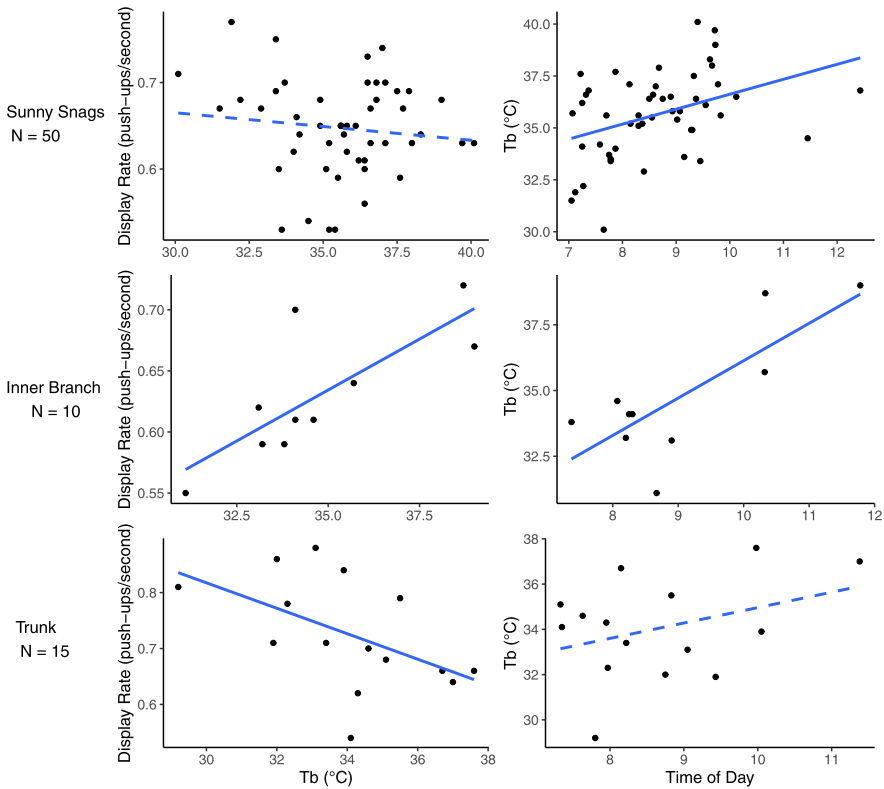 Sunny Snags
N = 50
Display Rate (push−ups/second)
0.7
0.6
30.0 32.5 35.0 37.5 40.0
Tb (°C)
40.0
37.5
35.0
32.5
30.0
7 8 9 10 11 12
Inner Branch
N = 10
Display Rate (push−ups/second)
0.70
0.65
0.60
0.55
32.5 35.0 37.5
Tb (°C)
37.5
35.0
32.5
8 9 10 11 12
Trunk
N = 15
Display Rate (push−ups/second)
0.8
0.7
0.6
30 32 34 36 38
Tb (°C)
Tb (°C)
38
36
34
32
30
8 9 10 11
Time of Day